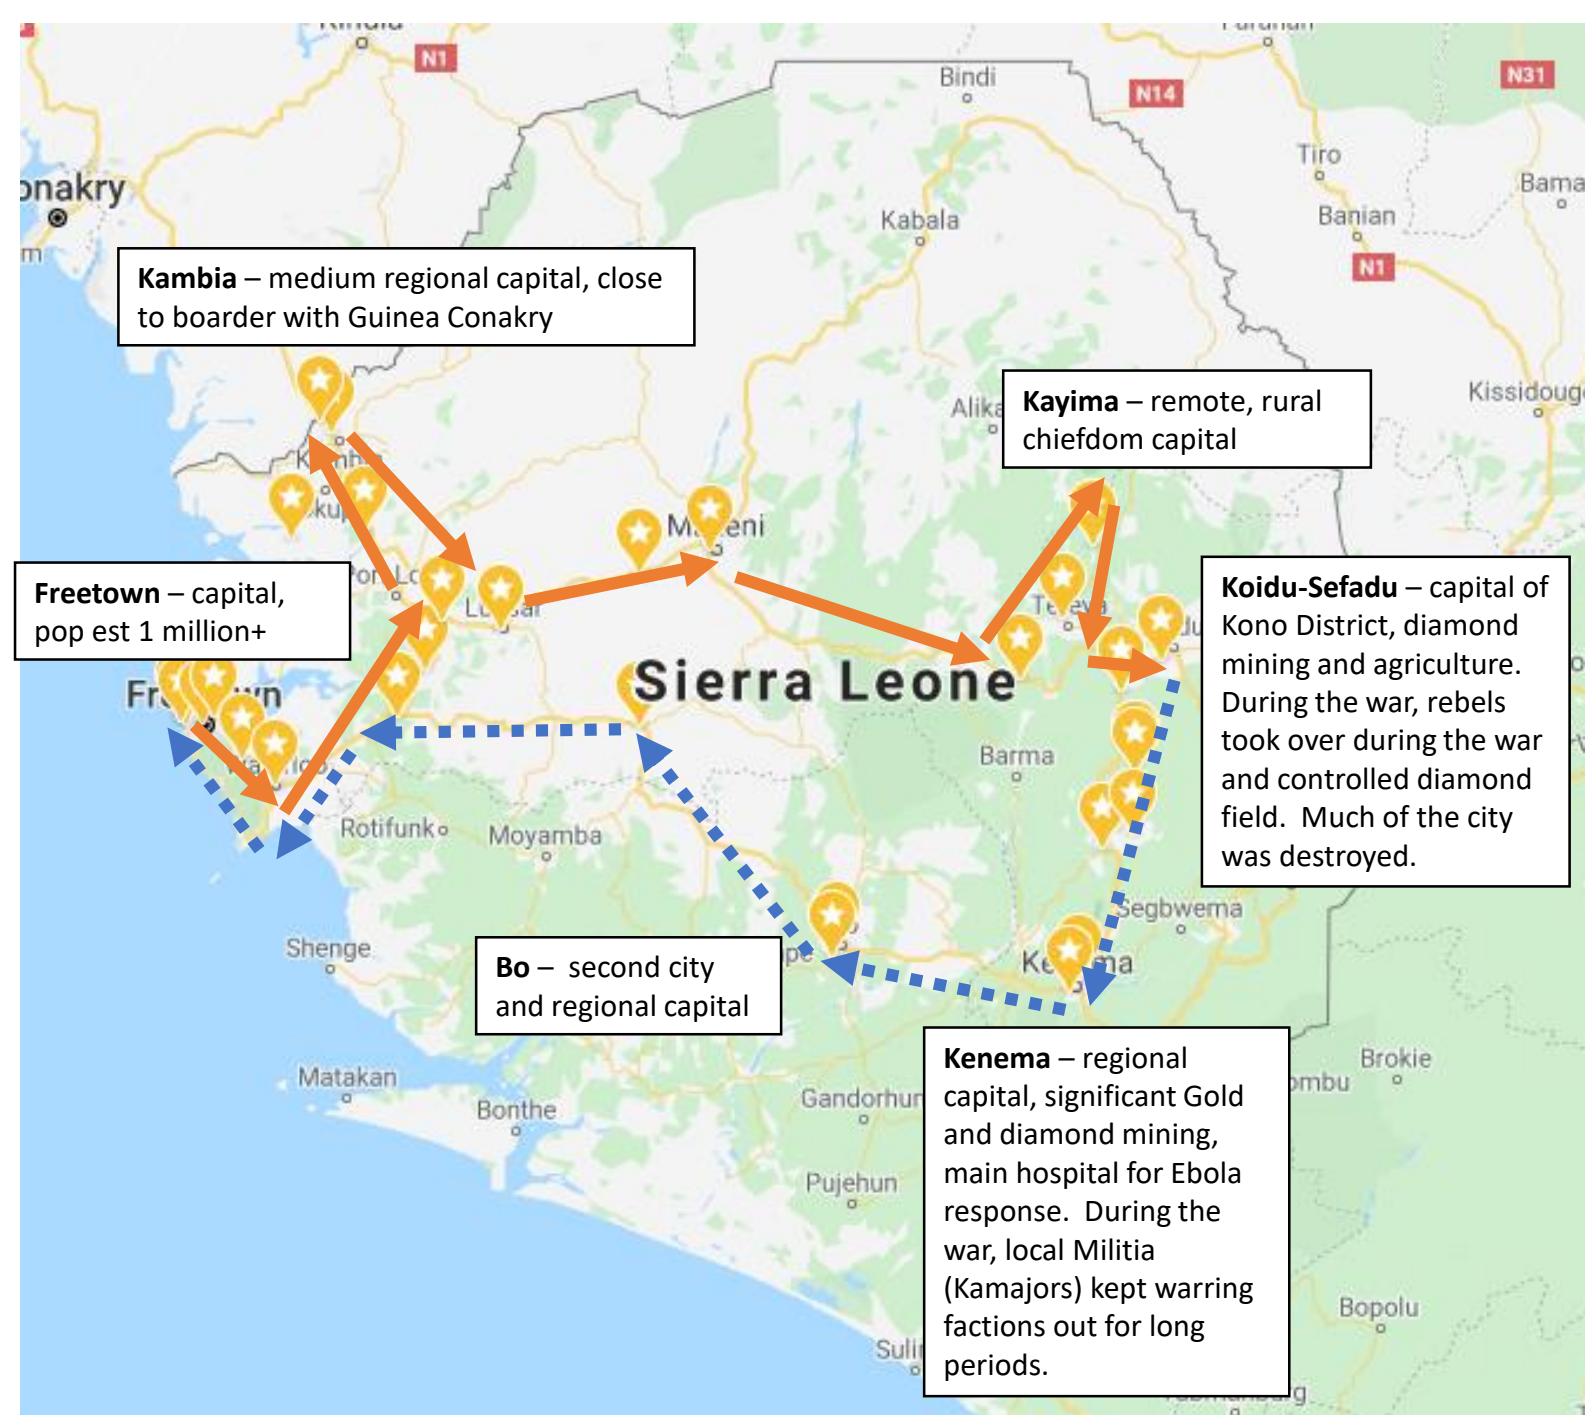 N1
Bindi
N14
N31
Tiro
Bama
onakry
Kabala
Banian
N1
Kambia – medium regional capital, close
to boarder with Guinea Conakry
Kissidoug
Alika
Kayima – remote, rural
chiefdom capital
Freetown – capital,
pop est 1 million+
Koidu-Sefadu – capital of
Kono District, diamond
mining and agriculture.
During the war, rebels
took over during the war
and controlled diamond
field. Much of the city
was destroyed.
Sierra Leone
Barma
Rotifunk
Moyamba
Segbwema
Shenge
Bo – second city
and regional capital
Kenema – regional
capital, significant Gold
and diamond mining,
main hospital for Ebola
response. During the
war, local Militia
(Kamajors) kept warring
factions out for long
periods.
Matakan
Bonthe
Gandorhun
Brokie
ombu
Pujehun
Bopolu
Sulin